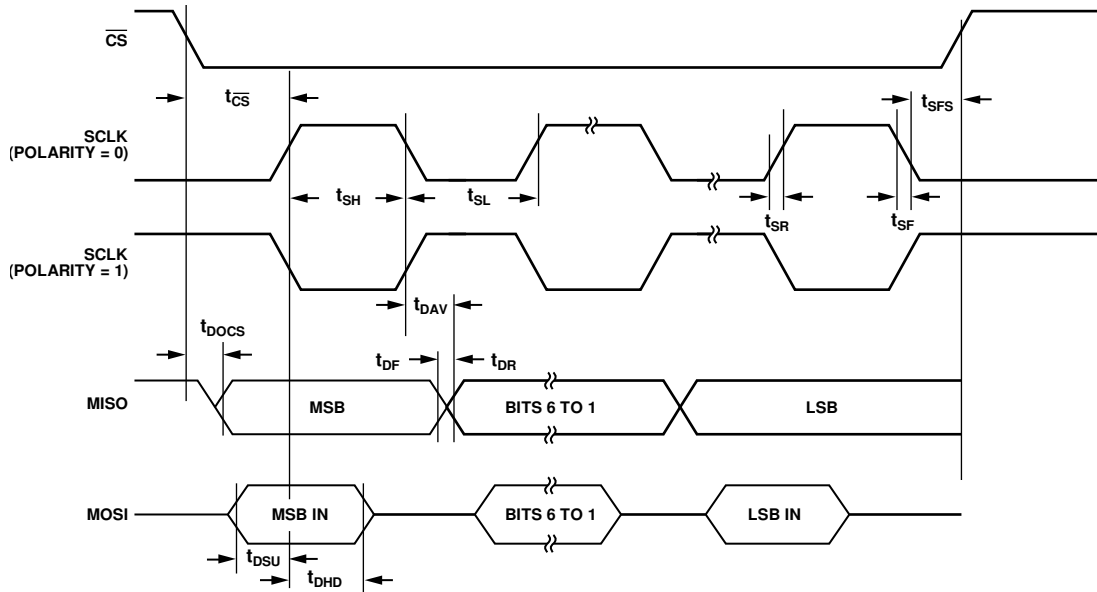 CS
tCS
tSFS
SCLK
(POLARITY = 0)
tSH
tSL
tSR
tSF
SCLK
(POLARITY = 1)
tDAV
tDOCS
tDF
tDR
MISO
MSB
BITS 6 TO 1
LSB
MOSI
MSB IN
BITS 6 TO 1
LSB IN
tDSU
tDHD